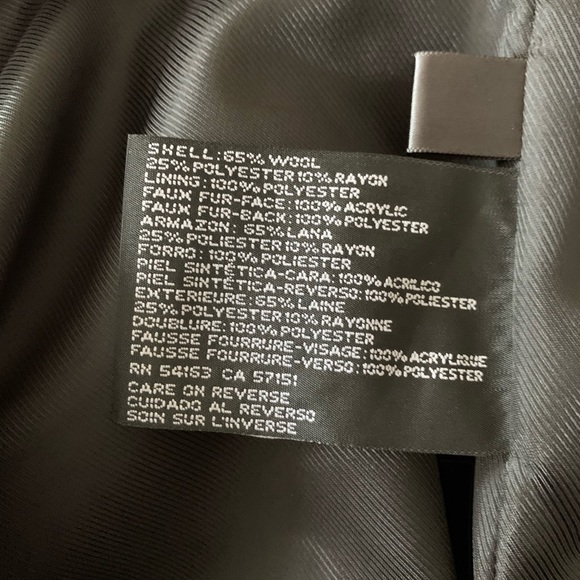 SHELL: 65% WOOL
25% POLYESTER 10% RAYON
LINING: 100% POLYESTER
FAUX FUR-FACE: 100% ACRYLIC
FAUX FUR-BACK: 100% POLYESTER
ARMAZON: 65% LANA
25% POLIESTER 10% RAYON
FORRO: 100% POLIESTER
PIEL SINTÉTICA-CARA: 100% ACRILICO
PIEL SINTÉTICA-REVERSO: 100% POLIESTER
EXTERIEURE: 65% LAINE
25% POLYESTER 10% RAYONNE
DOUBLURE: 100% POLYESTER
FAUSSE FOURRURE-VISAGE: 100% ACRYLIQUE
FAUSSE FOURRURE-VERSO: 100% POLYESTER
RN 54163 CA 57151
CARE ON REVERSE
CUIDADO AL REVERSO
SOIN SUR L'INVERSE